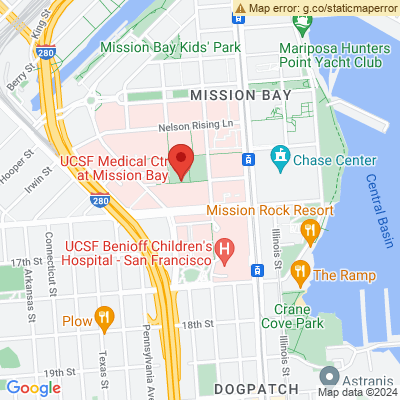 Map error: g.co/staticmaperror
King St
Berry St
280
Mission Bay Kids' Park
Mariposa Hunters
Point Yacht Club
MISSION BAY
Nelson Rising Ln
Hooper St
Irwin St
UCSF Medical Ctr
at Mission Bay
Chase Center
280
Mission Rock Resort
Central Basin
Illinois St
UCSF Benioff Children's
Hospital - San Francisco
H
17th St
Connecticut St
Arkansas St
The Ramp
Crane
Cove Park
Plow
18th St
Texas St
Pennsylvania Ave
Illinois St
19th St
280
DOGPATCH
Astranis
Google
Map data ©2024